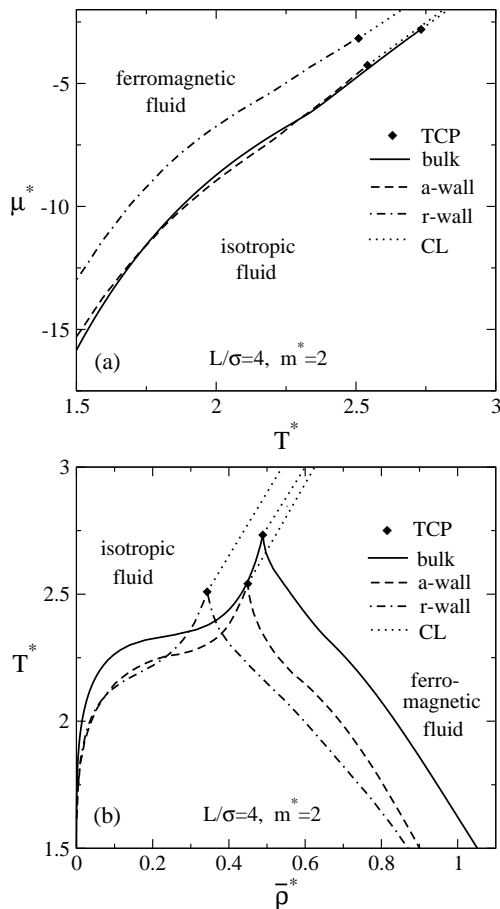 ferromagnetic
fluid
-5
TCP
bulk
μ*
a-wall
-10
r-wall
CL
isotropic
fluid
-15
(a)
L/σ=4, m*=2
1.5
2
2.5
3
T*
3
isotropic
fluid
TCP
bulk
a-wall
2.5
r-wall
CL
T*
ferro-
magnetic
fluid
2
(b)
L/σ=4, m*=2
1.5
0
0.2
0.4
0.6
0.8
1
ρ̄*